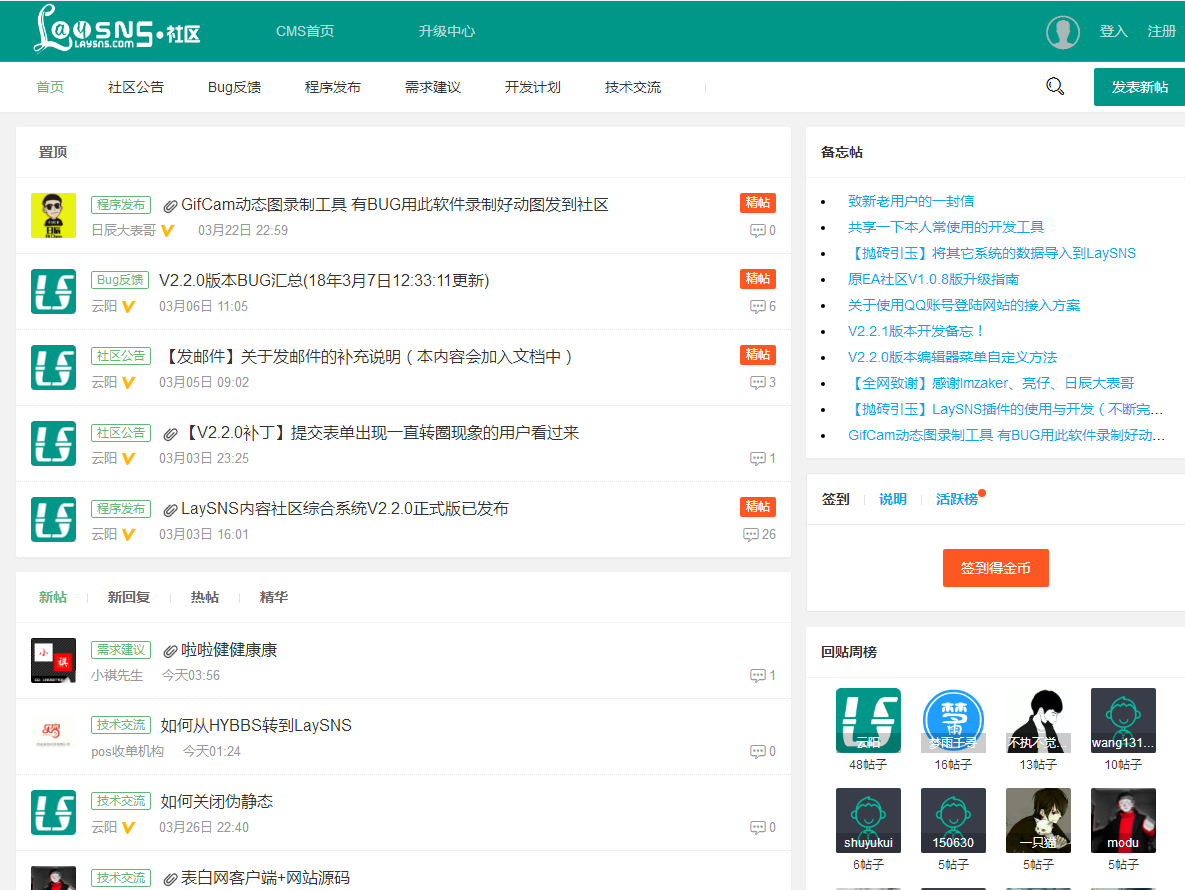 LaySNS·社区
LAYSNS.COM
CMS首页
升级中心
登入
注册
首页
社区公告
Bug反馈
程序发布
需求建议
开发计划
技术交流
发表新帖
置顶
程序发布 GifCam动态图录制工具 有BUG用此软件录制好动图发到社区 精帖
日辰大表哥 03月22日 22:59 0
Bug反馈 V2.2.0版本BUG汇总(18年3月7日12:33:11更新) 精帖
云阳 03月06日 11:05 6
社区公告 【发邮件】关于发邮件的补充说明（本内容会加入文档中） 精帖
云阳 03月05日 09:02 3
社区公告 【V2.2.0补丁】提交表单出现一直转圈现象的用户看过来
云阳 03月03日 23:25 1
程序发布 LaySNS内容社区综合系统V2.2.0正式版已发布 精帖
云阳 03月03日 16:01 26
新帖
新回复
热帖
精华
需求建议 啦啦健健康康
小祺先生 今天03:56 1
技术交流 如何从HYBBS转到LaySNS
pos收单机构 今天01:24 0
技术交流 如何关闭伪静态
云阳 03月26日 22:40 0
技术交流 表白网客户端+网站源码
备忘帖
致新老用户的一封信
共享一下本人常使用的开发工具
【抛砖引玉】将其它系统的数据导入到LaySNS
原EA社区V1.0.8版升级指南
关于使用QQ账号登陆网站的接入方案
V2.2.1版本开发备忘！
V2.2.0版本编辑器菜单自定义方法
【全网致谢】感谢lmzaker、亮仔、日辰大表哥
【抛砖引玉】LaySNS插件的使用与开发（不断完...
GifCam动态图录制工具 有BUG用此软件录制好动...
签到
说明
活跃榜
签到得金币
回贴周榜
云阳
梦雨千寻
不执不觉...
wang131...
48帖子
16帖子
13帖子
10帖子
shuyukui
150630
一只猫
modu
6帖子
5帖子
5帖子
5帖子